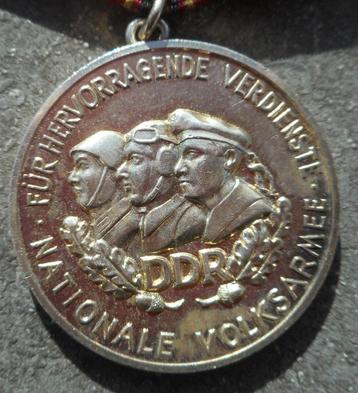 FÜR HERVORRAGENDE VERDIENSTE
DDR
NATIONALE VOLKSARMEE